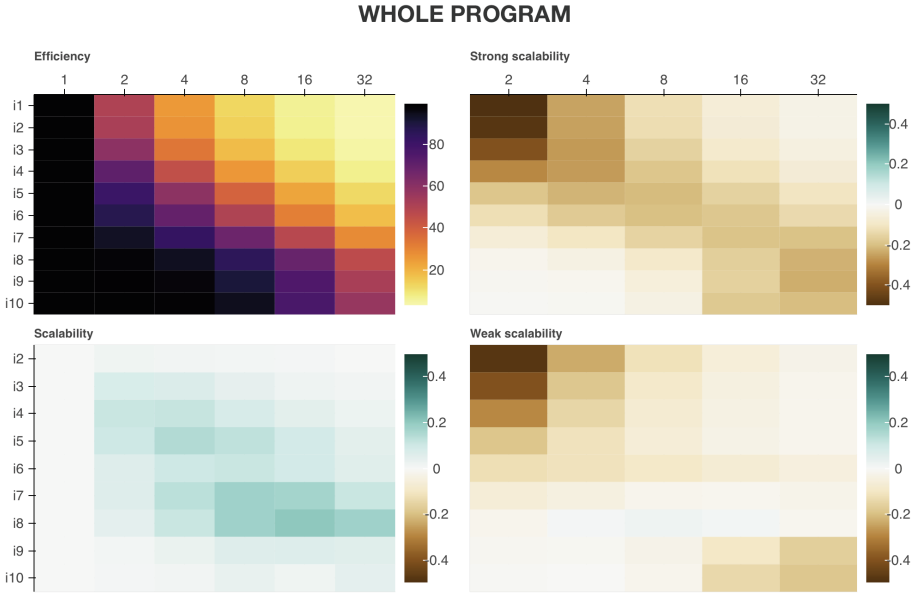 WHOLE PROGRAM
Efficiency
1 2 4 8 16 32
i1
i2
i3
i4
i5
i6
i7
i8
i9
i10
80
60
40
20
Strong scalability
2 4 8 16 32
0.4
0.2
0
-0.2
-0.4
Scalability
i2
i3
i4
i5
i6
i7
i8
i9
i10
0.4
0.2
0
-0.2
-0.4
Weak scalability
0.4
0.2
0
-0.2
-0.4